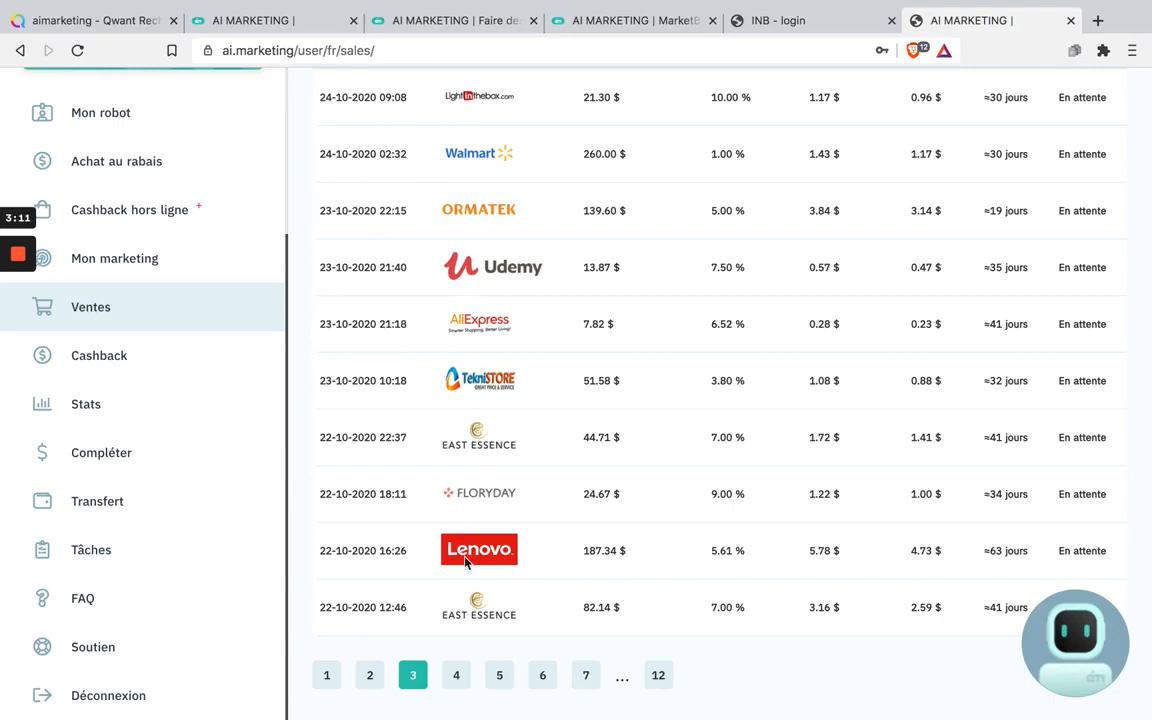 aimarketing - Qwant Rec
AI MARKETING |
AI MARKETING | Faire de
AI MARKETING | MarketB
INB - login
AI MARKETING |
ai.marketing/user/fr/sales/
12
Mon robot
Achat au rabais
Cashback hors ligne +
3:11
Mon marketing
Ventes
Cashback
Stats
Compléter
Transfert
Tâches
FAQ
Soutien
Déconnexion
24-10-2020 09:08 Lightinthebox.com 21.30 $ 10.00 % 1.17 $ 0.96 $ ≈30 jours En attente
24-10-2020 02:32 Walmart 260.00 $ 1.00 % 1.43 $ 1.17 $ ≈30 jours En attente
23-10-2020 22:15 ORMATEK 139.60 $ 5.00 % 3.84 $ 3.14 $ ≈19 jours En attente
23-10-2020 21:40 Udemy 13.87 $ 7.50 % 0.57 $ 0.47 $ ≈35 jours En attente
23-10-2020 21:18 AliExpress 7.82 $ 6.52 % 0.28 $ 0.23 $ ≈41 jours En attente
Smarter Shopping, Better Living!
23-10-2020 10:18 TekniSTORE 51.58 $ 3.80 % 1.08 $ 0.88 $ ≈32 jours En attente
GREAT PRICE & SERVICE
22-10-2020 22:37 EAST ESSENCE 44.71 $ 7.00 % 1.72 $ 1.41 $ ≈41 jours En attente
22-10-2020 18:11 FLORYDAY 24.67 $ 9.00 % 1.22 $ 1.00 $ ≈34 jours En attente
22-10-2020 16:26 Lenovo 187.34 $ 5.61 % 5.78 $ 4.73 $ ≈63 jours En attente
22-10-2020 12:46 EAST ESSENCE 82.14 $ 7.00 % 3.16 $ 2.59 $ ≈41 jours
1 2 3 4 5 6 7 ... 12